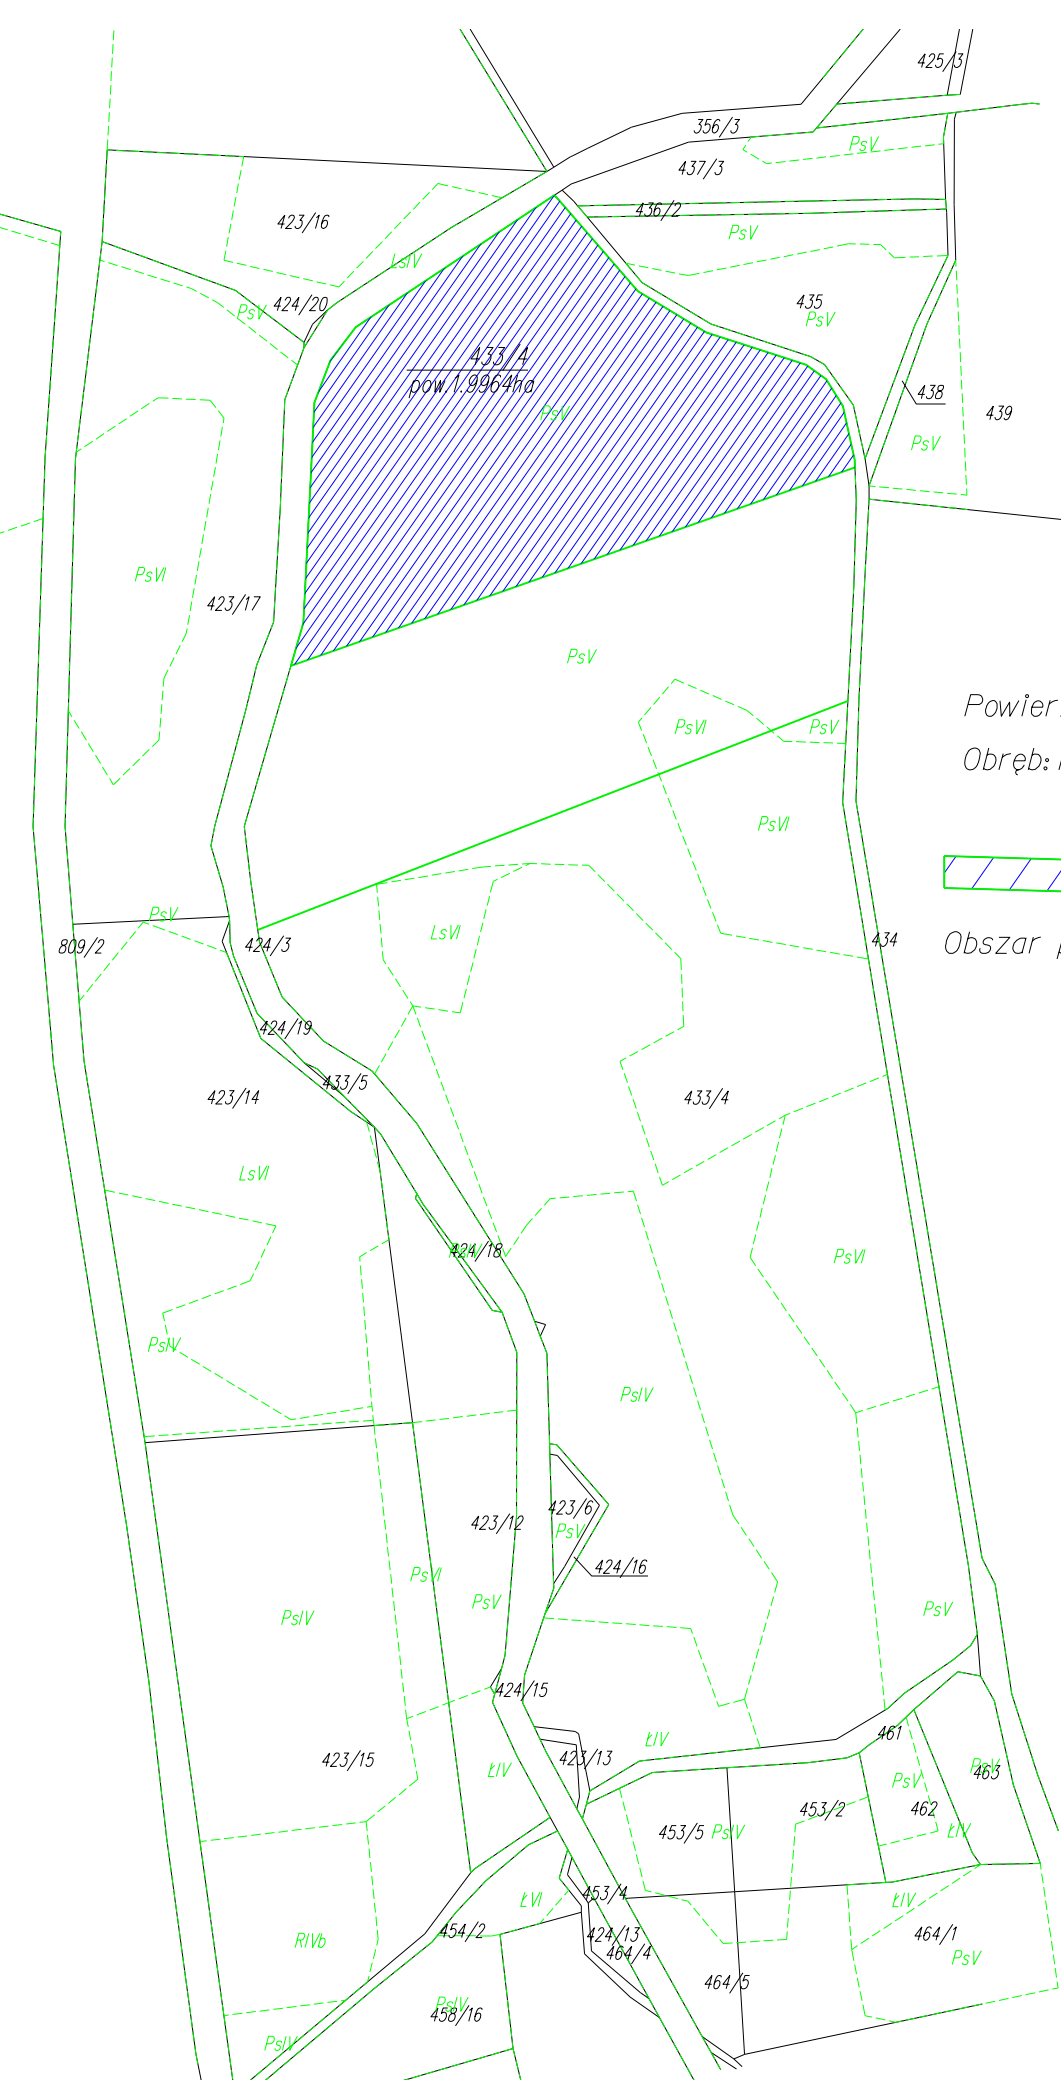 425/3
356/3
PsV
437/3
436/2
423/16
PsV
LsIV
424/20
PsV
435
PsV
433/4
pow.1.9964ha
PsV
438
439
PsV
PsVI
423/17
PsV
Powier.
PsVI
PsV
Obręb:
PsVI
PsV
LsVI
434
809/2
424/3
Obszar
424/19
433/5
423/14
433/4
LsVI
424/18
PsVI
PsIV
PsIV
423/6
423/12
PsV
424/16
PsVI
PsV
PsV
PsIV
424/15
461
ŁIV
423/13
423/15
ŁIV
PsV
PsV
463
453/2
462
453/5
PsIV
ŁIV
453/4
ŁVI
ŁIV
454/2
424/13
464/1
RIVb
464/4
PsV
464/5
PsIV
458/16
PsIV